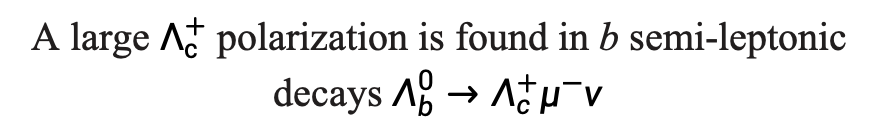 A large Λc+ polarization is found in b semi-leptonic
decays Λb0 → Λc+μ−ν